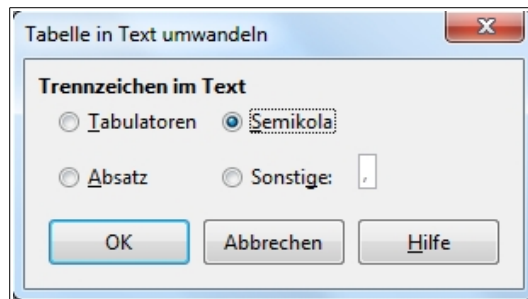 Tabelle in Text umwandeln
Trennzeichen im Text
Tabulatoren Semikola
Absatz Sonstige: ,
OK Abbrechen Hilfe